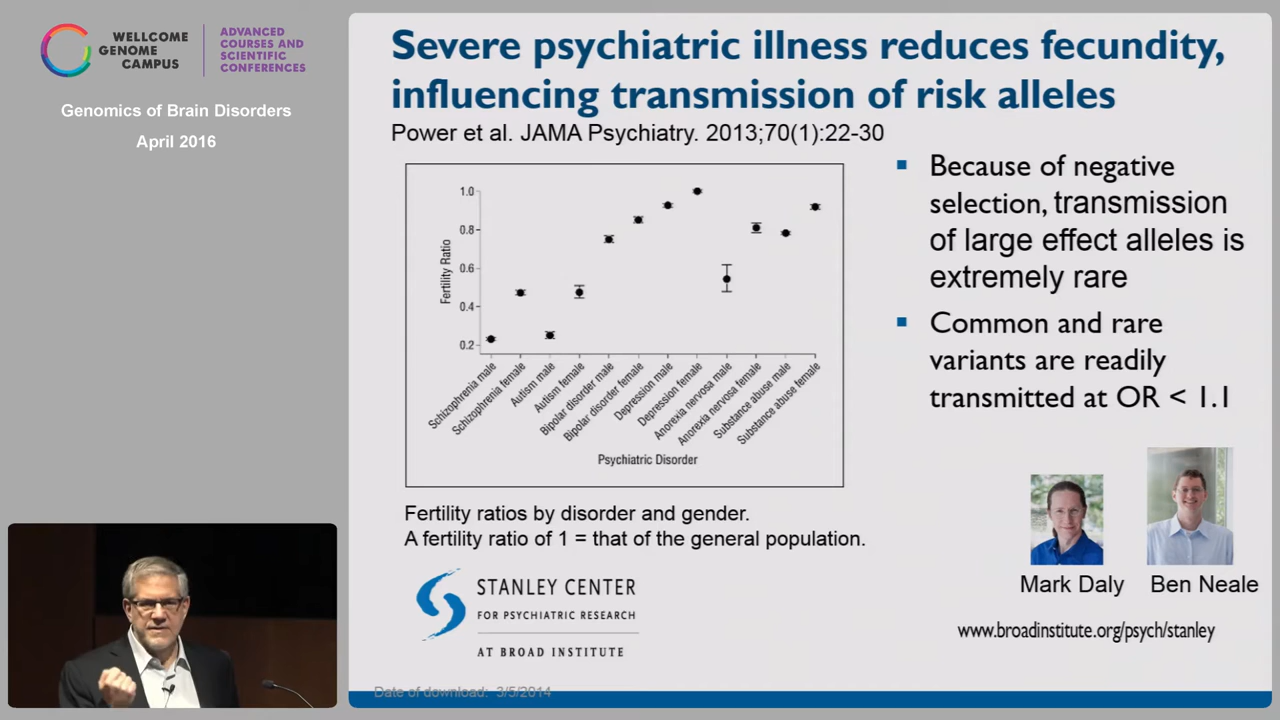 WELLCOME
GENOME
CAMPUS
ADVANCED
COURSES AND
SCIENTIFIC
CONFERENCES
Genomics of Brain Disorders
April 2016
Severe psychiatric illness reduces fecundity,
influencing transmission of risk alleles
Power et al. JAMA Psychiatry. 2013;70(1):22-30
1.0
0.8
0.6
0.4
0.2
Fertility Ratio
Schizophrenia male
Schizophrenia female
Autism male
Autism female
Bipolar disorder male
Bipolar disorder female
Depression male
Depression female
Anorexia nervosa male
Anorexia nervosa female
Substance abuse male
Substance abuse female
Psychiatric Disorder
Fertility ratios by disorder and gender.
A fertility ratio of 1 = that of the general population.
▪ Because of negative
selection, transmission
of large effect alleles is
extremely rare
▪ Common and rare
variants are readily
transmitted at OR < 1.1
Mark Daly Ben Neale
www.broadinstitute.org/psych/stanley
STANLEY CENTER
FOR PSYCHIATRIC RESEARCH
AT BROAD INSTITUTE
Date of download: 3/5/2014